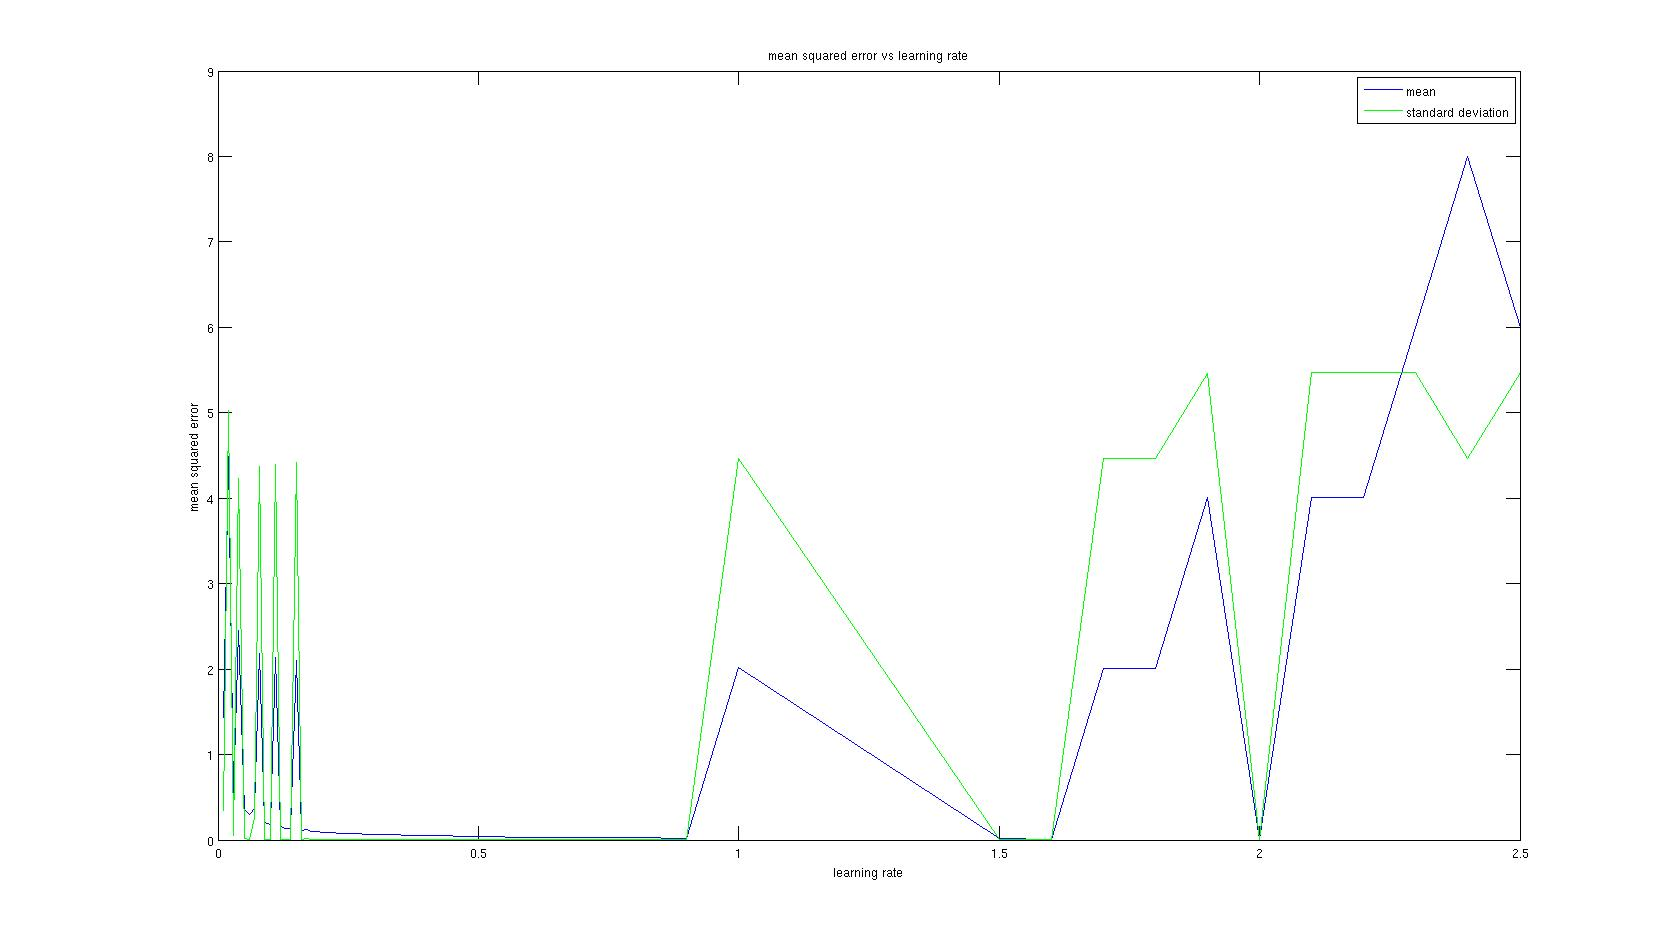 mean squared error vs learning rate
mean
standard deviation
mean squared error
9
8
7
6
5
4
3
2
1
0
0 0.5 1 1.5 2 2.5
learning rate